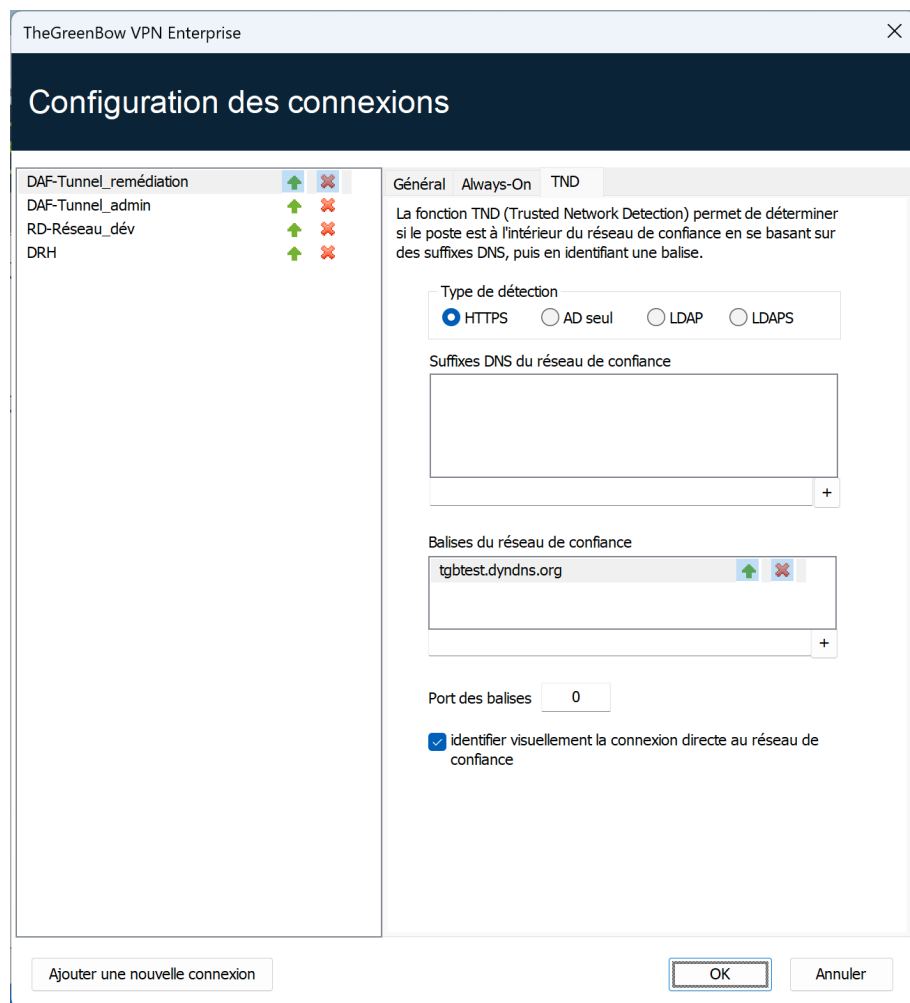 TheGreenBow VPN Enterprise
Configuration des connexions
DAF-Tunnel_remédiation
DAF-Tunnel_admin
RD-Réseau_dév
DRH
Général Always-On TND
La fonction TND (Trusted Network Detection) permet de déterminer
si le poste est à l'intérieur du réseau de confiance en se basant sur
des suffixes DNS, puis en identifiant une balise.
Type de détection
HTTPS AD seul LDAP LDAPS
Suffixes DNS du réseau de confiance
+
Balises du réseau de confiance
tgbtest.dyndns.org
+
Port des balises 0
identifier visuellement la connexion directe au réseau de
confiance
Ajouter une nouvelle connexion OK Annuler